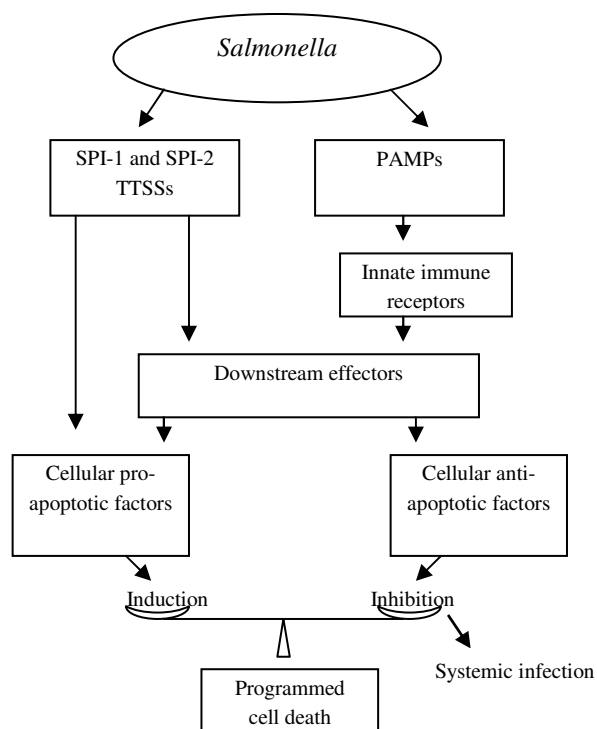 Salmonella
SPI-1 and SPI-2
TTSSs
PAMPs
Innate immune
receptors
Downstream effectors
Cellular pro-
apoptotic factors
Cellular anti-
apoptotic factors
Induction
Inhibition
Systemic infection
Programmed
cell death